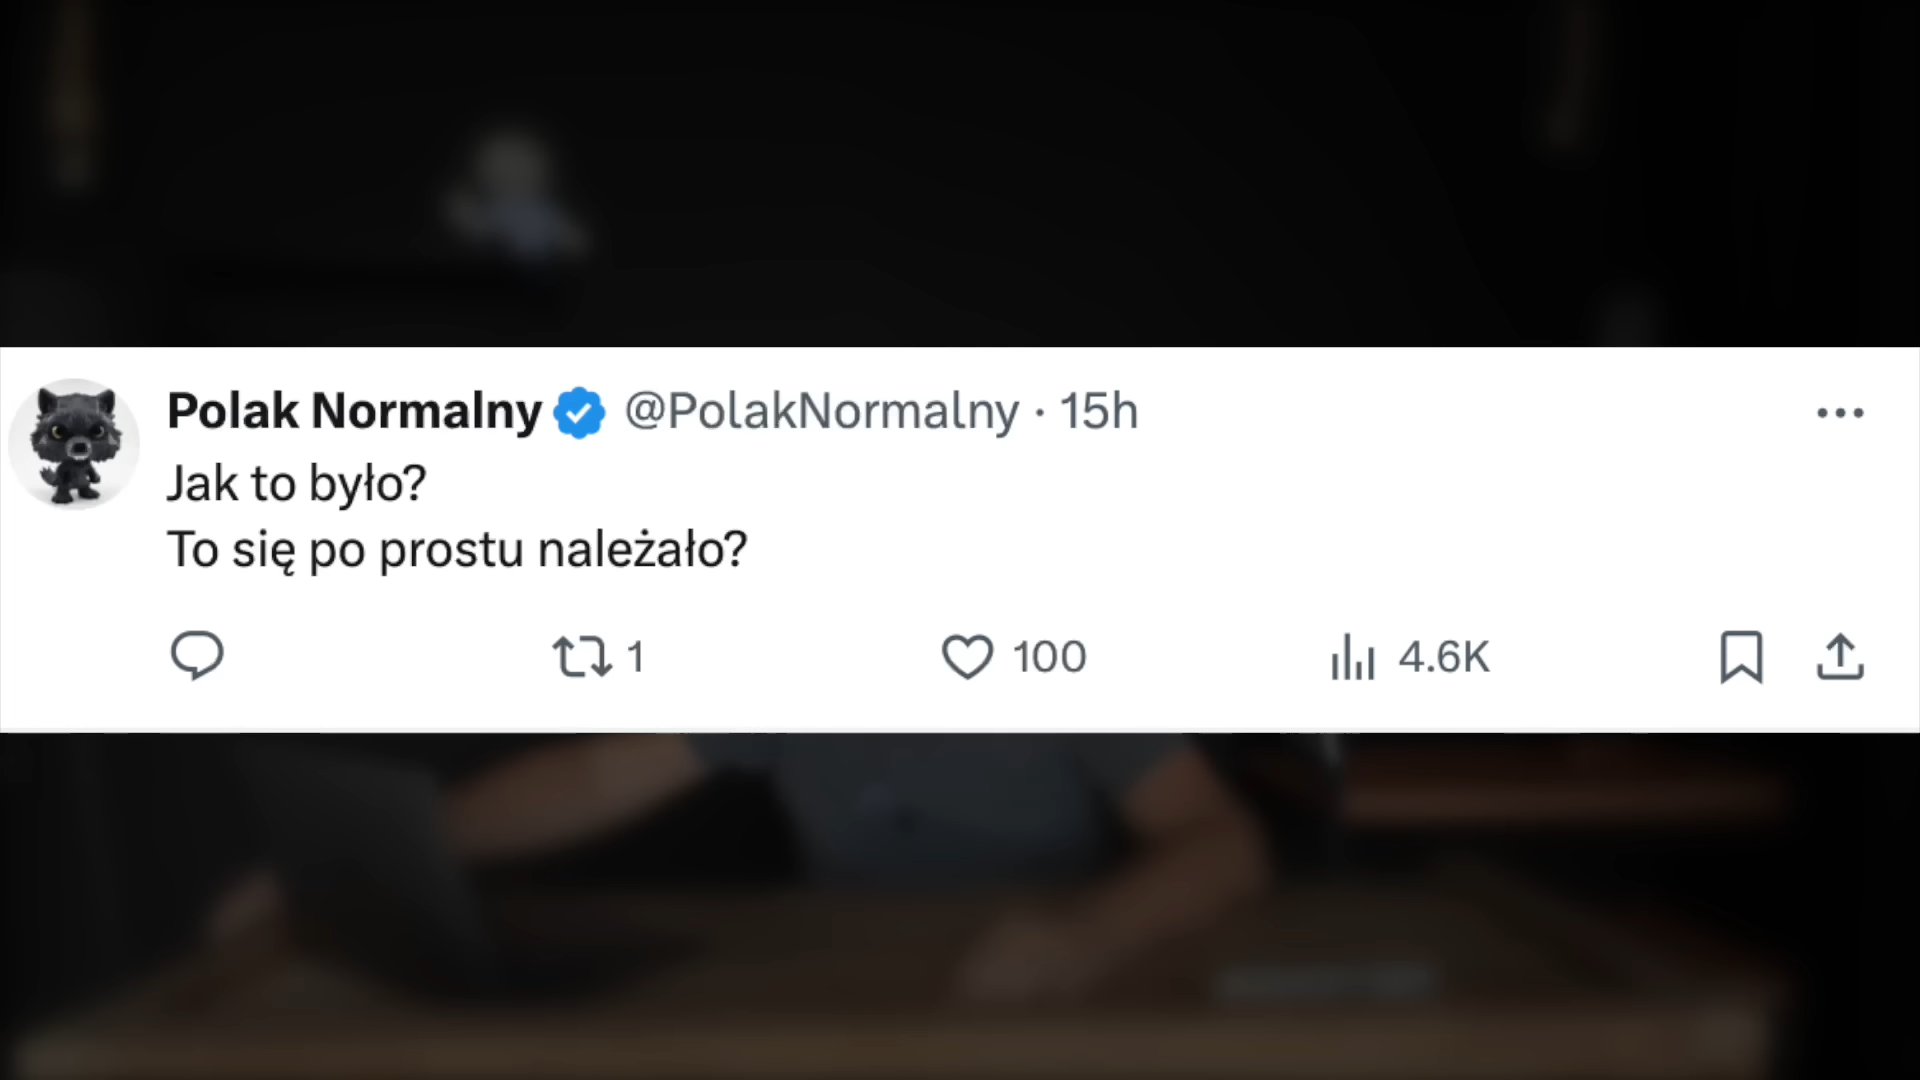 Polak Normalny @PolakNormalny · 15h
Jak to było?
To się po prostu należało?
1 100 4.6K